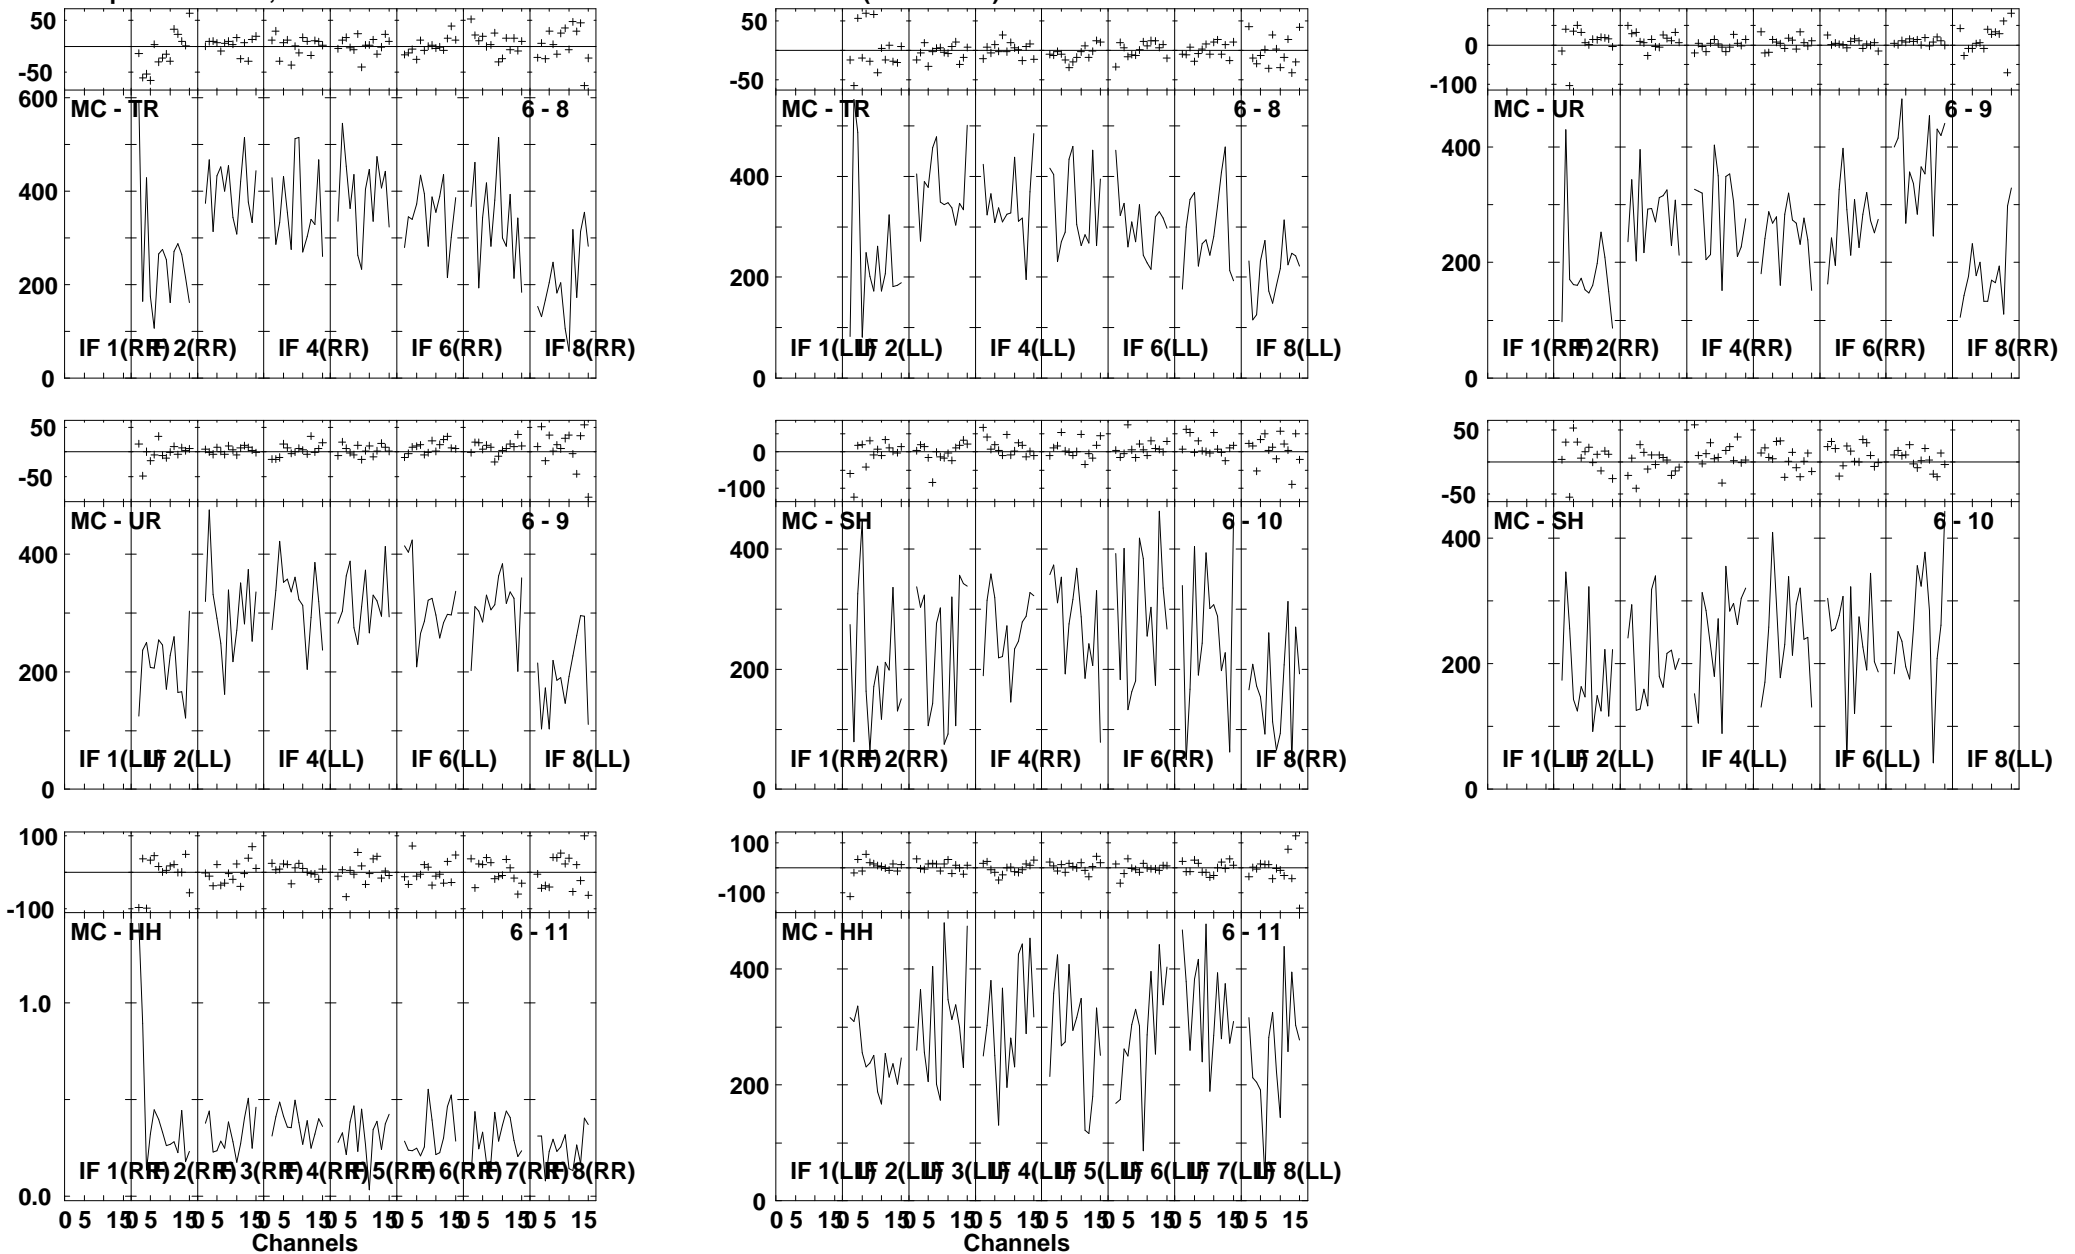 50
-50
600
400
200
0
MC - TR 6 - 8
IF 1(RR) IF 2(RR) IF 4(RR) IF 6(RR) IF 8(RR)
50
-50
400
200
0
MC - TR 6 - 8
IF 1(LL) IF 2(LL) IF 4(LL) IF 6(LL) IF 8(LL)
0
-100
400
200
0
MC - UR 6 - 9
IF 1(RR) IF 2(RR) IF 4(RR) IF 6(RR) IF 8(RR)
50
-50
400
200
0
MC - UR 6 - 9
IF 1(LL) IF 2(LL) IF 4(LL) IF 6(LL) IF 8(LL)
0
-100
400
200
0
MC - SH 6 - 10
IF 1(RR) IF 2(RR) IF 4(RR) IF 6(RR) IF 8(RR)
50
-50
400
200
0
MC - SH 6 - 10
IF 1(LL) IF 2(LL) IF 4(LL) IF 6(LL) IF 8(LL)
100
-100
1.0
0.0
MC - HH 6 - 11
IF 1(RR) IF 2(RR) IF 3(RR) IF 4(RR) IF 5(RR) IF 6(RR) IF 7(RR) IF 8(RR)
0 5 15 0 5 15 0 5 15 0 5 15 0 5 15 0 5 15 0 5 15 0 5 15
Channels
100
-100
400
200
0
MC - HH 6 - 11
IF 1(LL) IF 2(LL) IF 3(LL) IF 4(LL) IF 5(LL) IF 6(LL) IF 7(LL) IF 8(LL)
0 5 15 0 5 15 0 5 15 0 5 15 0 5 15 0 5 15 0 5 15 0 5 15
Channels